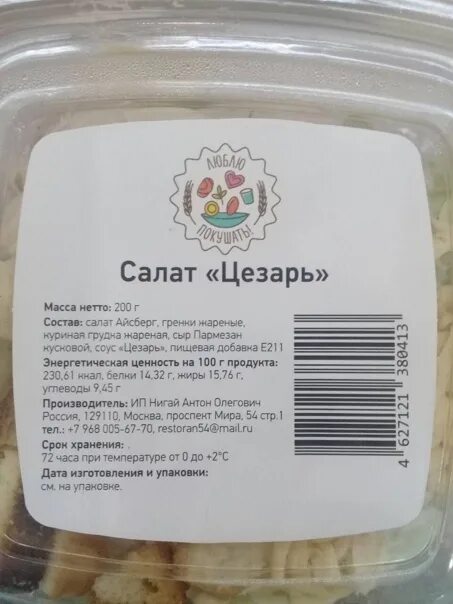 ЛЮБЛЮ
ПОКУШАТЬ!
Салат «Цезарь»
Масса нетто: 200 г
Состав: салат Айсберг, гренки жареные,
куриная грудка жареная, сыр Пармезан
кусковой, соус «Цезарь», пищевая добавка Е211
Энергетическая ценность на 100 г продукта:
230,61 ккал, белки 14,32 г, жиры 15,76 г,
углеводы 9,45 г
Производитель: ИП Нигай Антон Олегович
Россия, 129110, Москва, проспект Мира, 54 стр.1
тел.: +7 968 005-67-70, restoran54@mail.ru
Срок хранения: .
72 часа при температуре от 0 до +2°С
Дата изготовления и упаковки:
см. на упаковке.
4 627121 380413